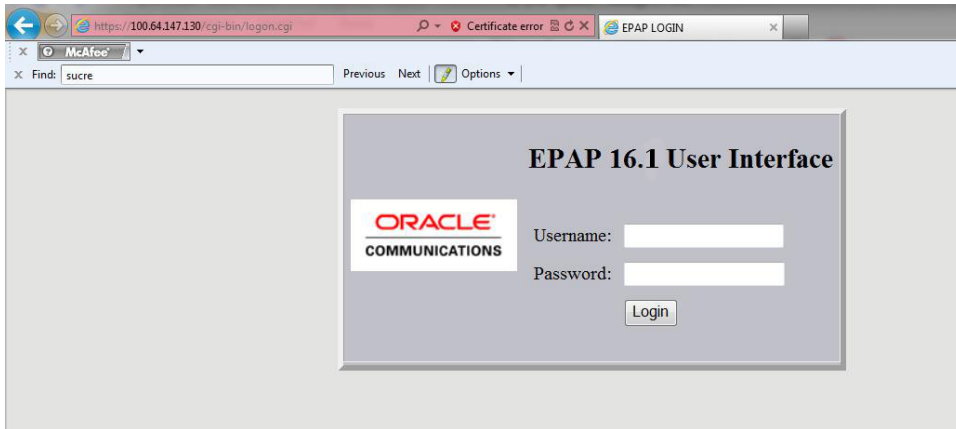 https://100.64.147.130/cgi-bin/logon.cgi Certificate error EPAP LOGIN
McAfee
Find: sucre Previous Next Options
EPAP 16.1 User Interface
ORACLE
COMMUNICATIONS
Username:
Password:
Login